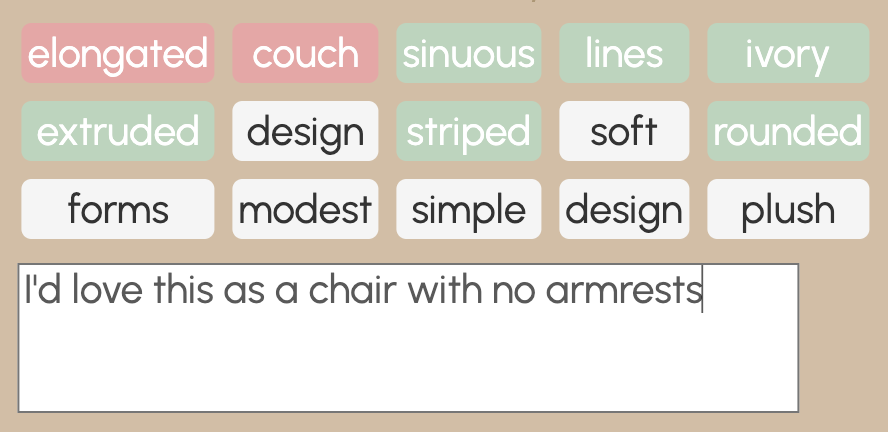 elongated couch sinuous lines ivory
extruded design striped soft rounded
forms modest simple design plush
I'd love this as a chair with no armrests